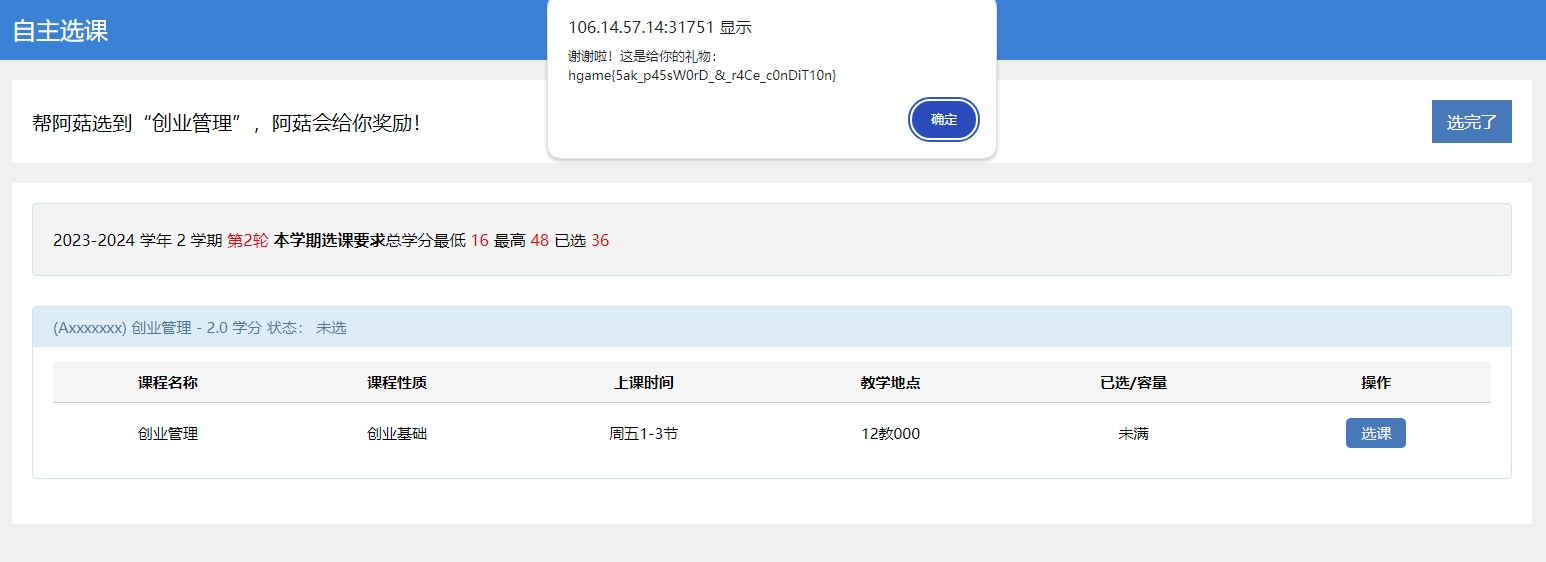 自主选课
106.14.57.14:31751 显示
谢谢啦！这是给你的礼物：
hgame{5ak_p45sW0rD_&_r4Ce_c0nDiT10n}
确定
帮阿菇选到“创业管理”，阿菇会给你奖励！
选完了
2023-2024 学年 2 学期 第2轮 本学期选课要求总学分最低 16 最高 48 已选 36
(Axxxxxxx) 创业管理 - 2.0 学分 状态： 未选
课程名称 课程性质 上课时间 教学地点 已选/容量 操作
创业管理 创业基础 周五1-3节 12教000 未满 选课